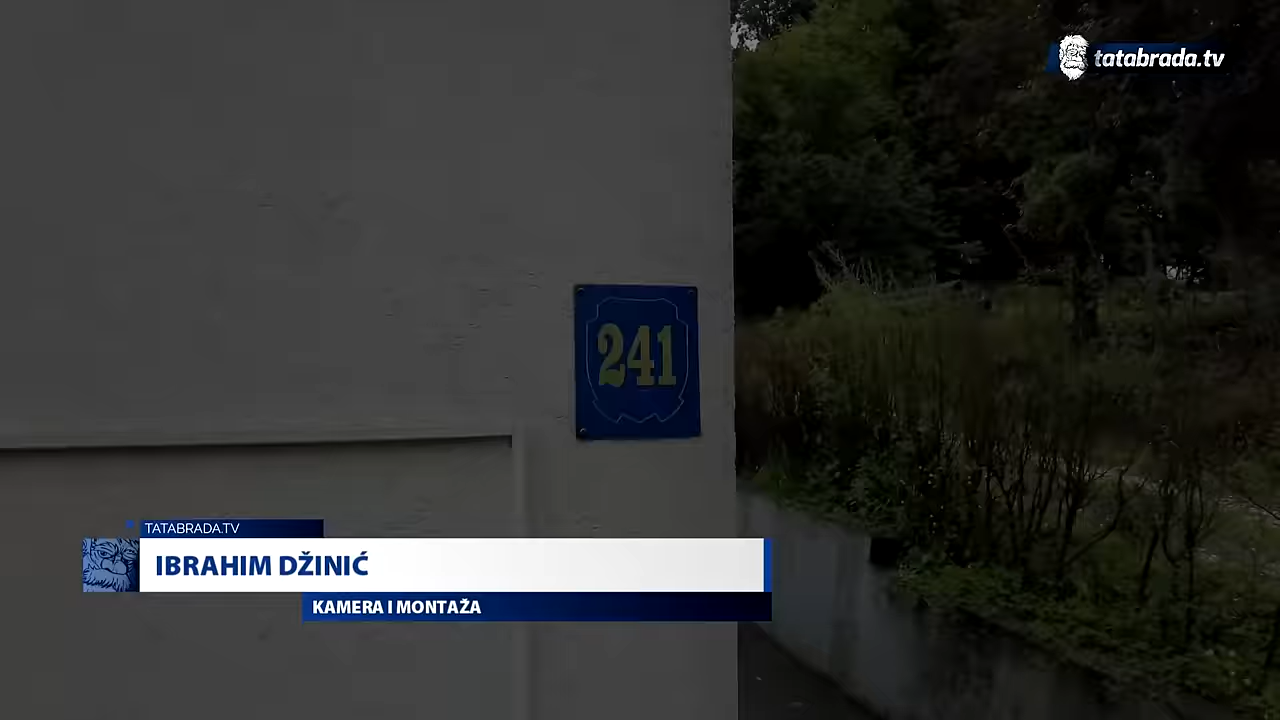 tatabrada.tv
241
TATABRADA.TV
IBRAHIM DŽINIĆ
KAMERA I MONTAŽA